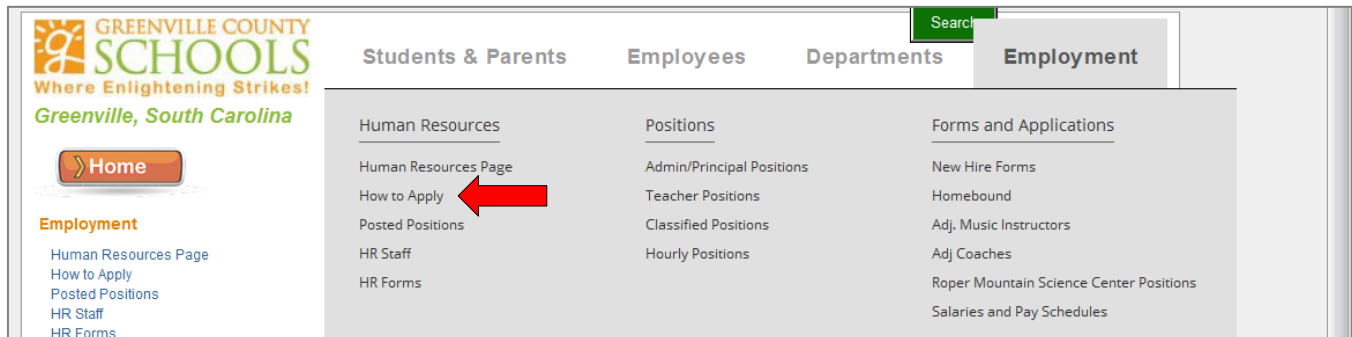 GREENVILLE COUNTY
SCHOOLS
Where Enlightening Strikes!
Greenville, South Carolina
Home
Employment
Human Resources Page
How to Apply
Posted Positions
HR Staff
HR Forms
Search
Students & Parents
Employees
Departments
Employment
Human Resources
Human Resources Page
How to Apply
Posted Positions
HR Staff
HR Forms
Positions
Admin/Principal Positions
Teacher Positions
Classified Positions
Hourly Positions
Forms and Applications
New Hire Forms
Homebound
Adj. Music Instructors
Adj Coaches
Roper Mountain Science Center Positions
Salaries and Pay Schedules